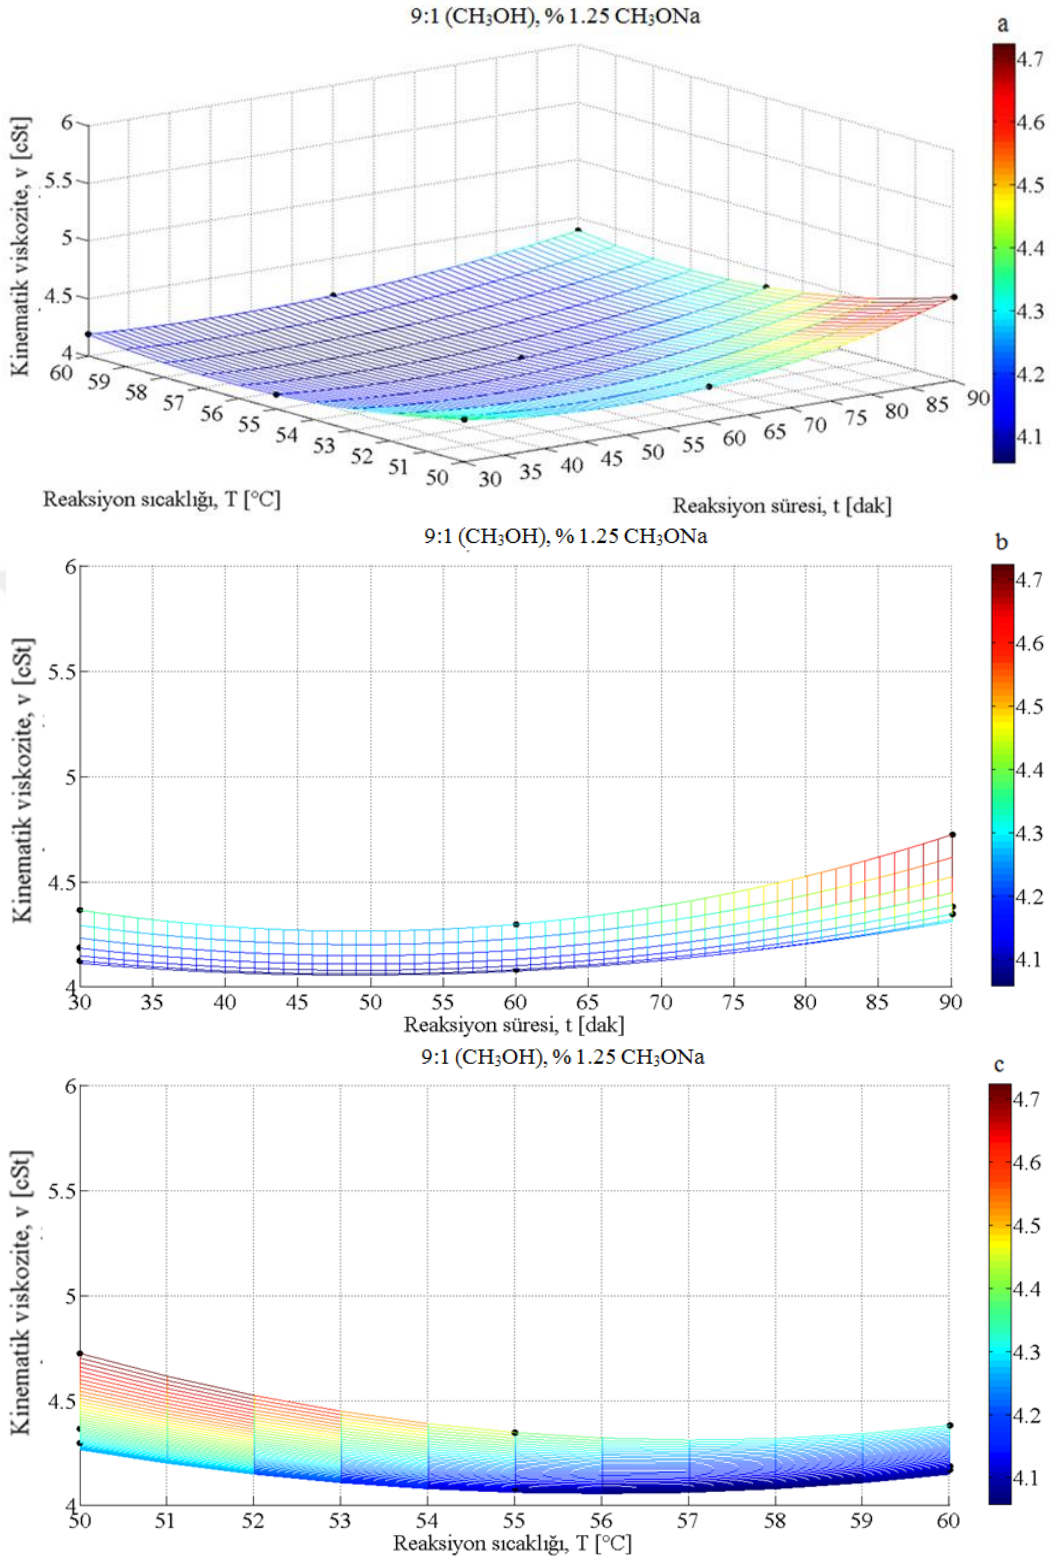 9:1 (CH₃OH), % 1.25 CH₃ONa
a
Kinematik viskozite, v [cSt]
6
5.5
5
4.5
4
60 59 58 57 56 55 54 53 52 51 50
30 35 40 45 50 55 60 65 70 75 80 85 90
Reaksiyon sıcaklığı, T [°C]
Reaksiyon süresi, t [dak]
4.7
4.6
4.5
4.4
4.3
4.2
4.1
9:1 (CH₃OH), % 1.25 CH₃ONa
b
Kinematik viskozite, v [cSt]
6
5.5
5
4.5
4
30 35 40 45 50 55 60 65 70 75 80 85 90
Reaksiyon süresi, t [dak]
4.7
4.6
4.5
4.4
4.3
4.2
4.1
9:1 (CH₃OH), % 1.25 CH₃ONa
c
Kinematik viskozite, v [cSt]
6
5.5
5
4.5
4
50 51 52 53 54 55 56 57 58 59 60
Reaksiyon sıcaklığı, T [°C]
4.7
4.6
4.5
4.4
4.3
4.2
4.1